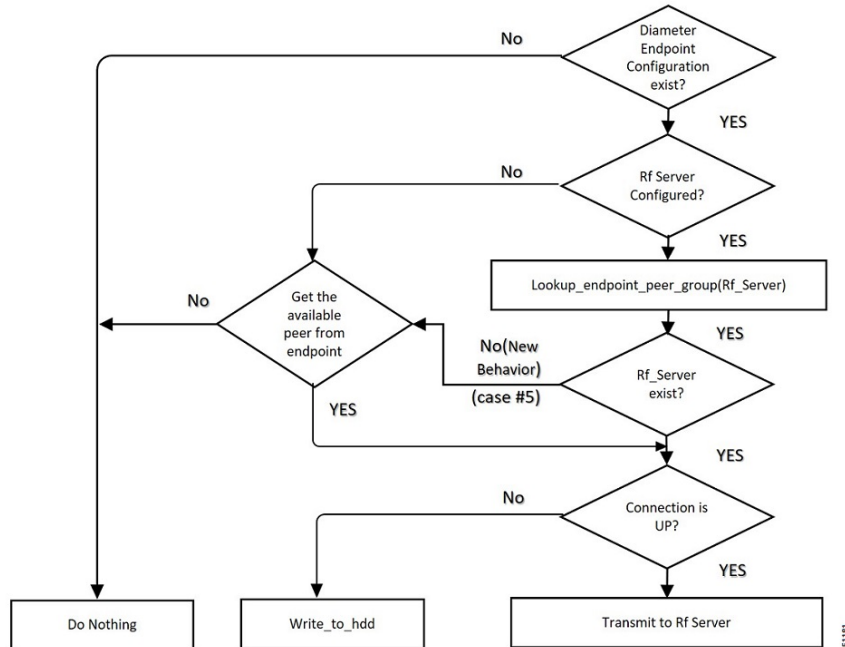 No
Diameter
Endpoint
Configuration
exist?
YES
No
Rf Server
Configured?
YES
Lookup_endpoint_peer_group(Rf_Server)
No
Get the
available
peer from
endpoint
YES
No(New
Behavior)
(case #5)
Rf_Server
exist?
YES
YES
No
Connection is
UP?
YES
Do Nothing
Write_to_hdd
Transmit to Rf Server